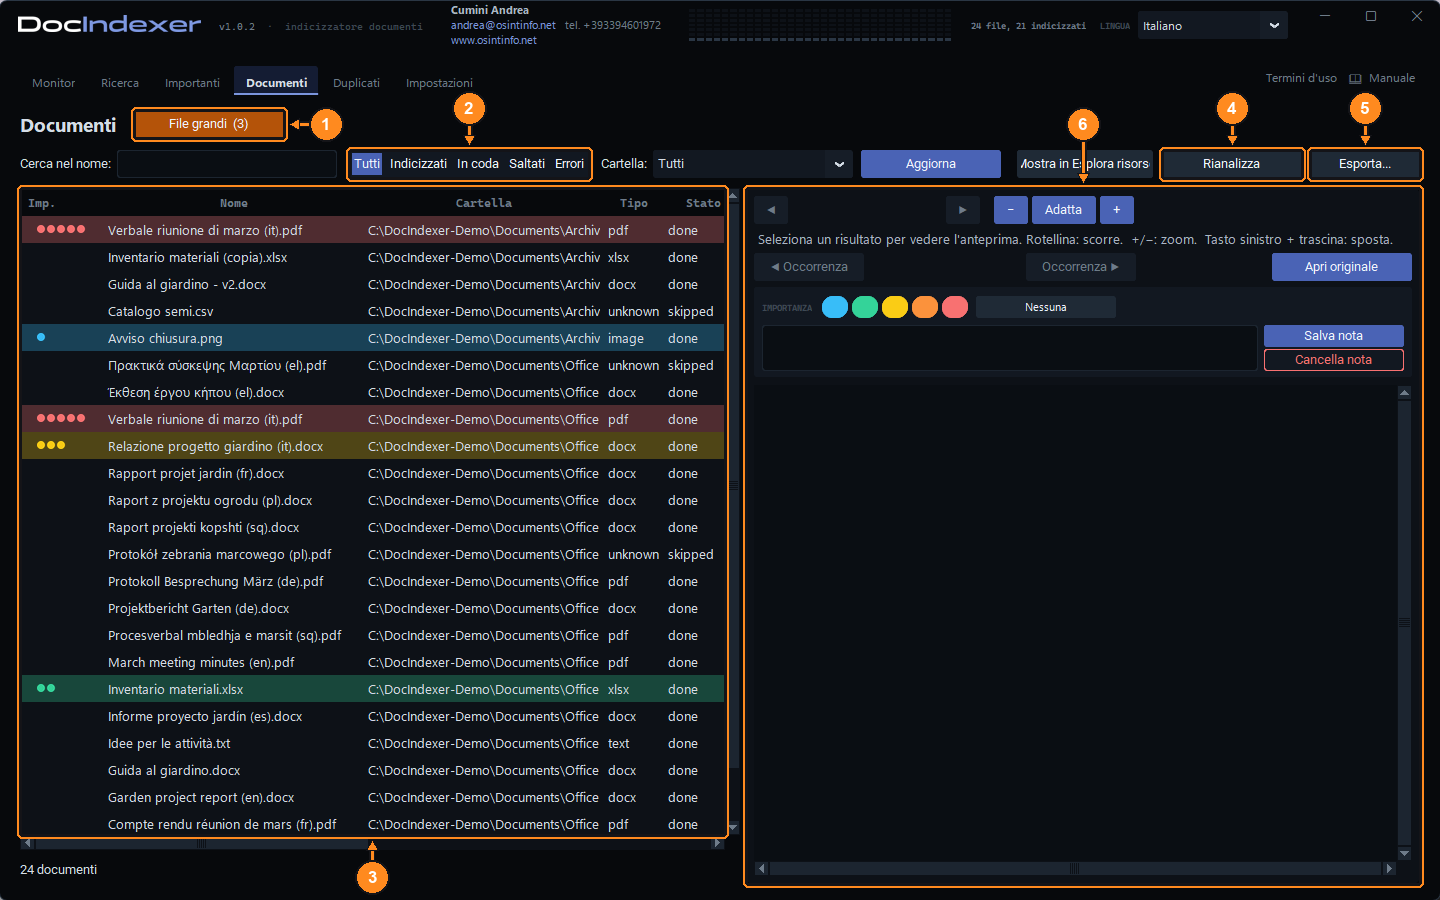 DocIndexer v1.0.2 · indicizzatore documenti
Cumini Andrea
andrea@osintinfo.net tel. +393394601972
www.osintinfo.net
24 file, 21 indicizzati LINGUA Italiano
Monitor Ricerca Importanti Documenti Duplicati Impostazioni Termini d'uso Manuale
Documenti File grandi (3) 1 2 6 4 5
Cerca nel nome: Tutti Indicizzati In coda Saltati Errori Cartella: Tutti Aggiorna Mostra in Esplora risors Rianalizza Esporta...
Imp. Nome Cartella Tipo Stato
Verbale riunione di marzo (it).pdf C:\DocIndexer-Demo\Documents\Archiv pdf done
Inventario materiali (copia).xlsx C:\DocIndexer-Demo\Documents\Archiv xlsx done
Guida al giardino - v2.docx C:\DocIndexer-Demo\Documents\Archiv docx done
Catalogo semi.csv C:\DocIndexer-Demo\Documents\Archiv unknown skipped
Avviso chiusura.png C:\DocIndexer-Demo\Documents\Archiv image done
Πρακτικά σύσκεψης Μαρτίου (el).pdf C:\DocIndexer-Demo\Documents\Office unknown skipped
Έκθεση έργου κήπου (el).docx C:\DocIndexer-Demo\Documents\Office docx done
Verbale riunione di marzo (it).pdf C:\DocIndexer-Demo\Documents\Office pdf done
Relazione progetto giardino (it).docx C:\DocIndexer-Demo\Documents\Office docx done
Rapport projet jardin (fr).docx C:\DocIndexer-Demo\Documents\Office docx done
Raport z projektu ogrodu (pl).docx C:\DocIndexer-Demo\Documents\Office docx done
Raport projekti kopshti (sq).docx C:\DocIndexer-Demo\Documents\Office docx done
Protokół zebrania marcowego (pl).pdf C:\DocIndexer-Demo\Documents\Office unknown skipped
Protokoll Besprechung März (de).pdf C:\DocIndexer-Demo\Documents\Office pdf done
Projektbericht Garten (de).docx C:\DocIndexer-Demo\Documents\Office docx done
Procesverbal mbledhja e marsit (sq).pdf C:\DocIndexer-Demo\Documents\Office pdf done
March meeting minutes (en).pdf C:\DocIndexer-Demo\Documents\Office pdf done
Inventario materiali.xlsx C:\DocIndexer-Demo\Documents\Office xlsx done
Informe proyecto jardín (es).docx C:\DocIndexer-Demo\Documents\Office docx done
Idee per le attività.txt C:\DocIndexer-Demo\Documents\Office text done
Guida al giardino.docx C:\DocIndexer-Demo\Documents\Office docx done
Garden project report (en).docx C:\DocIndexer-Demo\Documents\Office docx done
Compte rendu réunion de mars (fr).pdf C:\DocIndexer-Demo\Documents\Office pdf done
24 documenti 3
− Adatta +
Seleziona un risultato per vedere l'anteprima. Rotellina: scorre. +/−: zoom. Tasto sinistro + trascina: sposta.
◀ Occorrenza Occorrenza ▶ Apri originale
IMPORTANZA Nessuna
Salva nota
Cancella nota